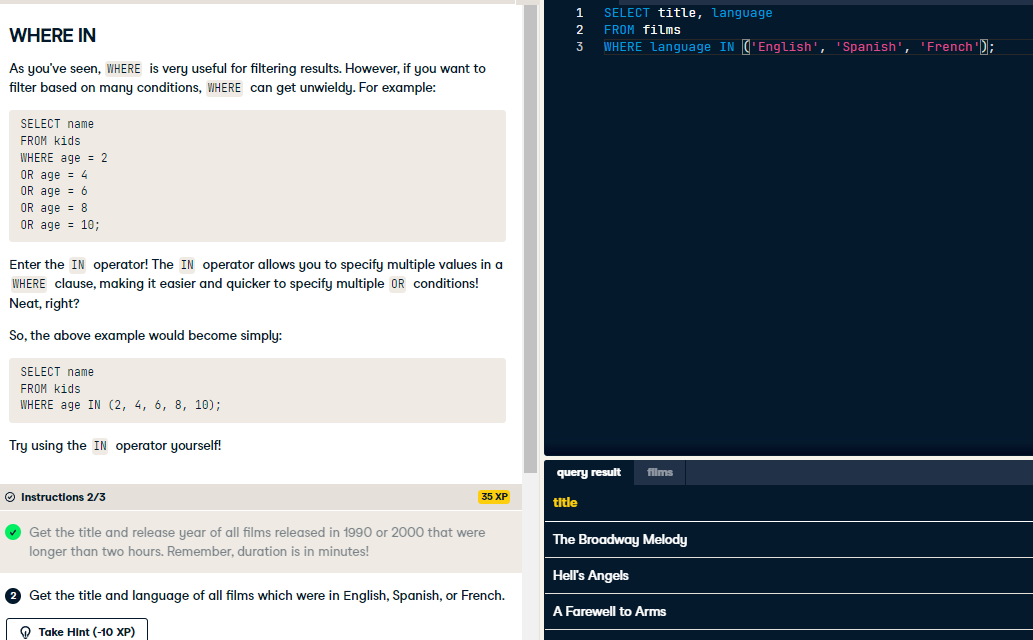 WHERE IN
As you've seen, WHERE is very useful for filtering results. However, if you want to
filter based on many conditions, WHERE can get unwieldy. For example:
SELECT name
FROM kids
WHERE age = 2
OR age = 4
OR age = 6
OR age = 8
OR age = 10;
Enter the IN operator! The IN operator allows you to specify multiple values in a
WHERE clause, making it easier and quicker to specify multiple OR conditions!
Neat, right?
So, the above example would become simply:
SELECT name
FROM kids
WHERE age IN (2, 4, 6, 8, 10);
Try using the IN operator yourself!
Instructions 2/3
35 XP
Get the title and release year of all films released in 1990 or 2000 that were
longer than two hours. Remember, duration is in minutes!
2 Get the title and language of all films which were in English, Spanish, or French.
Take Hint (-10 XP)
1 SELECT title, language
2 FROM films
3 WHERE language IN ('English', 'Spanish', 'French');
query result
films
title
The Broadway Melody
Hell's Angels
A Farewell to Arms